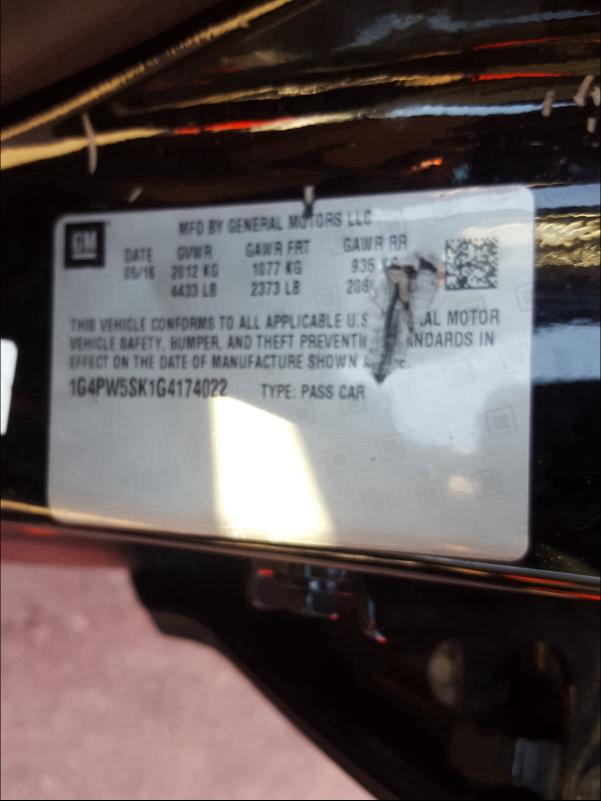 GM
MFD BY GENERAL MOTORS LLC
DATE GVWR GAWR FRT GAWR RR
05/16 2012 KG 1077 KG 935 KG
4433 LB 2373 LB
THIS VEHICLE CONFORMS TO ALL APPLICABLE U.S MOTOR
VEHICLE SAFETY, BUMPER, AND THEFT IN
EFFECT ON THE DATE OF MANUFACTURE SHOWN
1G4PW5SK1G4174022 TYPE: PASS CAR